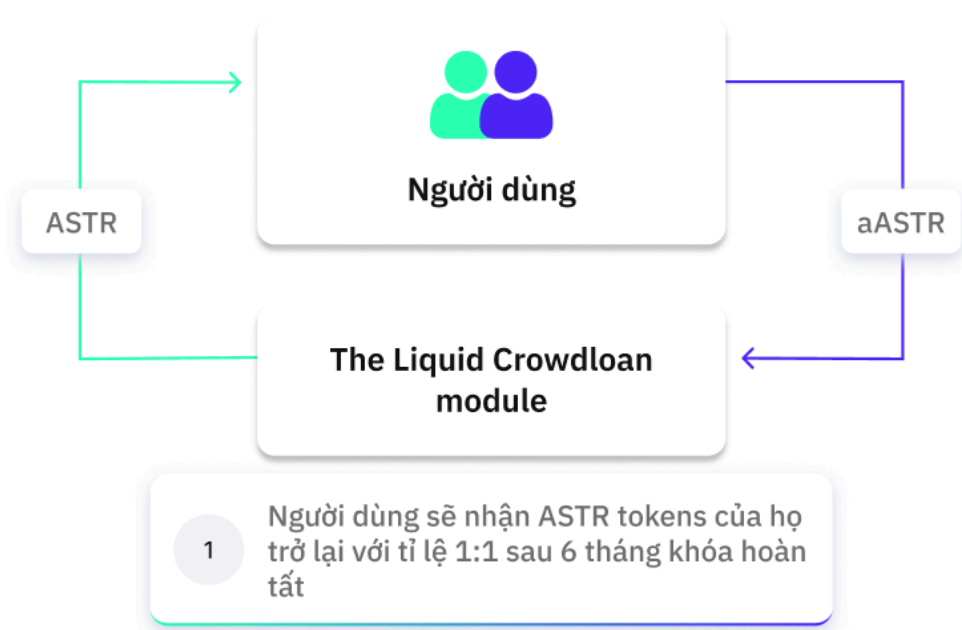 Người dùng
ASTR
aASTR
The Liquid Crowdloan
module
1
Người dùng sẽ nhận ASTR tokens của họ
trở lại với tỉ lệ 1:1 sau 6 tháng khóa hoàn
tất